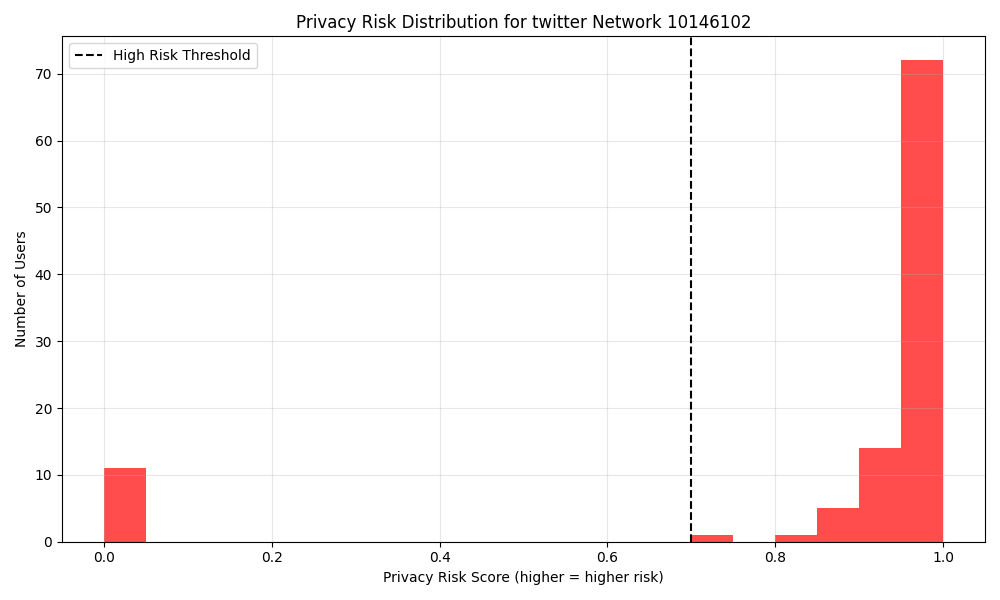 Privacy Risk Distribution for twitter Network 10146102
High Risk Threshold
Number of Users
70
60
50
40
30
20
10
0
0.0 0.2 0.4 0.6 0.8 1.0
Privacy Risk Score (higher = higher risk)